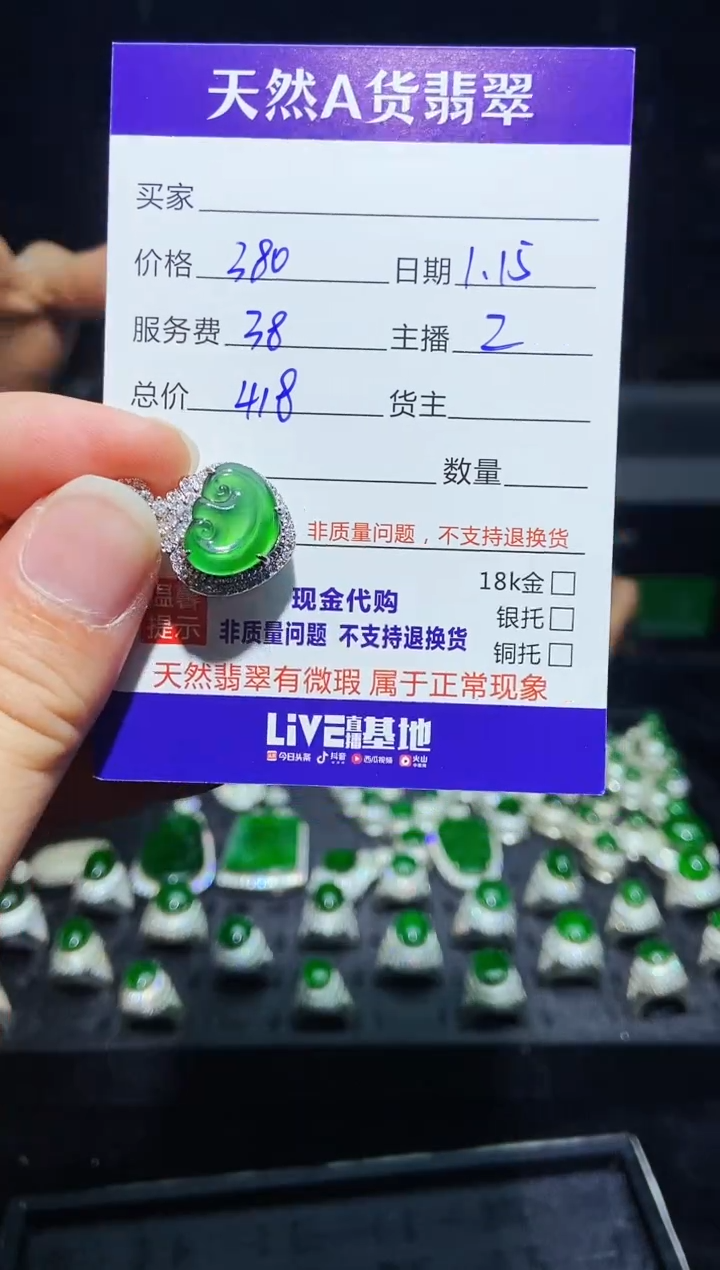 天然A货翡翠
买家
价格 380 日期 1.15
服务费 38 主播 2
总价 418 货主
数量
非质量问题，不支持退换货
18k金
温馨
提示
现金代购
银托
非质量问题 不支持退换货
铜托
天然翡翠有微瑕 属于正常现象
LiVE直播基地
今日头条 抖音 西瓜视频 火山